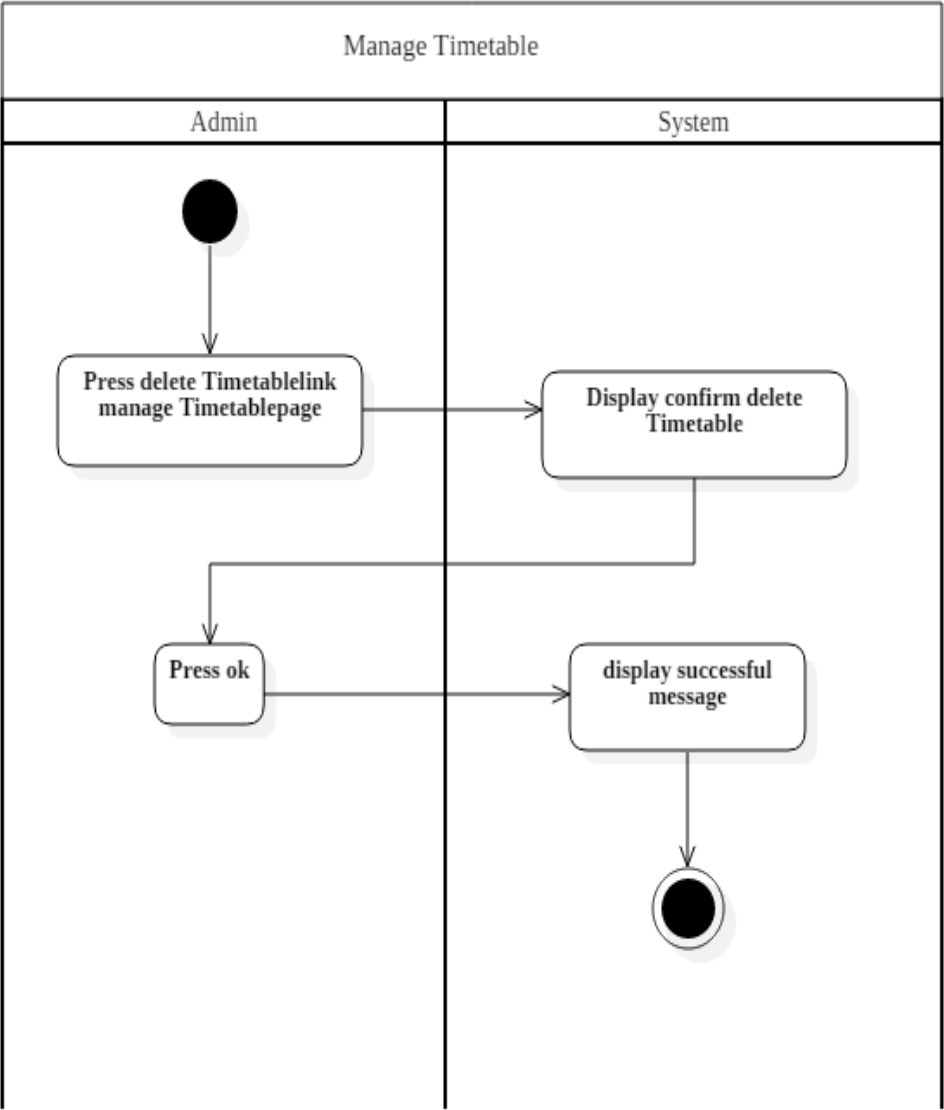 Manage Timetable
Admin
System
Press delete Timetablelink
manage Timetablepage
Display confirm delete
Timetable
Press ok
display successful
message